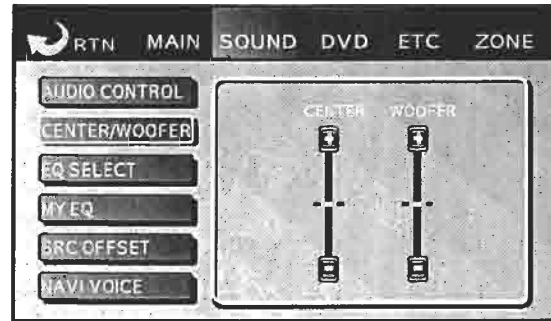 RTN MAIN SOUND DVD ETC ZONE
AUDIO CONTROL
CENTER/WOOFER
EQ SELECT
MY EQ
SRC OFFSET
NAVI VOICE
CENTER WOOFER
+ +
- -